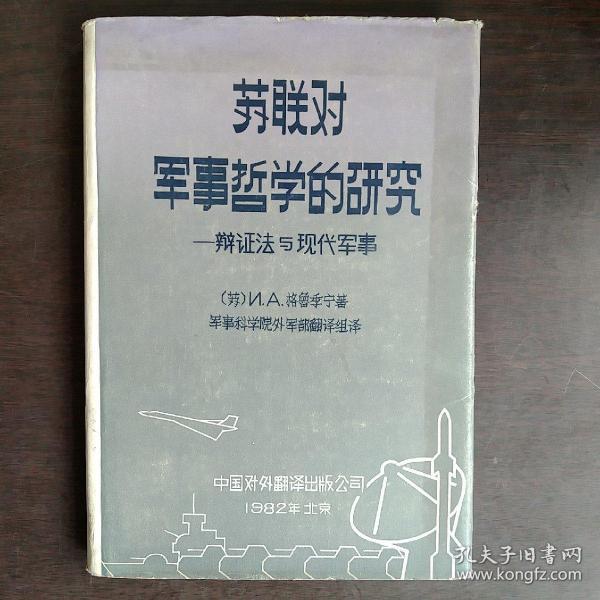 苏联对
军事哲学的研究
—辩证法与现代军事
(苏)И.А.格鲁季宁著
军事科学院外军部翻译组译
中国对外翻译出版公司
1982年北京
孔夫子旧书网
www.kongfz.com